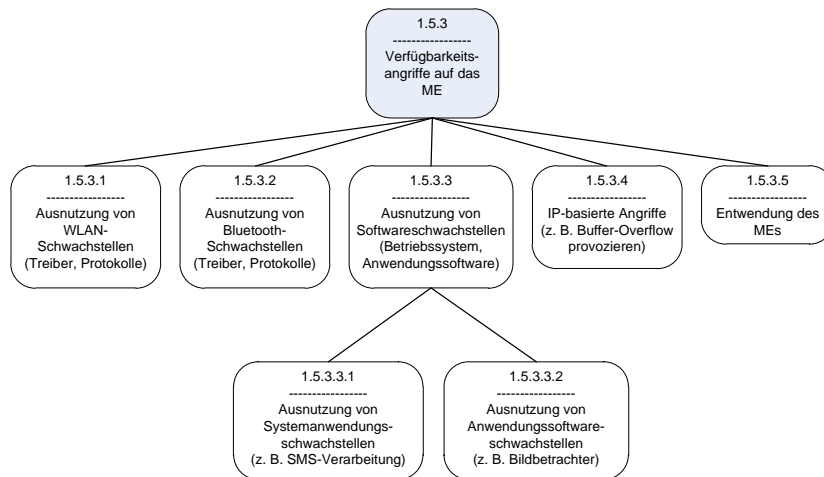 1.5.3
-----------------
Verfügbarkeits-
angriffe auf das
ME
1.5.3.1
-----------------
Ausnutzung von
WLAN-
Schwachstellen
(Treiber, Protokolle)
1.5.3.2
-----------------
Ausnutzung von
Bluetooth-
Schwachstellen
(Treiber, Protokolle)
1.5.3.3
-----------------
Ausnutzung von
Softwareschwachstellen
(Betriebssystem,
Anwendungssoftware)
1.5.3.4
-----------------
IP-basierte Angriffe
(z. B. Buffer-Overflow
provozieren)
1.5.3.5
-----------------
Entwendung des
MEs
1.5.3.3.1
-----------------
Ausnutzung von
Systemanwendungs-
schwachstellen
(z. B. SMS-Verarbeitung)
1.5.3.3.2
-----------------
Ausnutzung von
Anwendungssoftware-
schwachstellen
(z. B. Bildbetrachter)